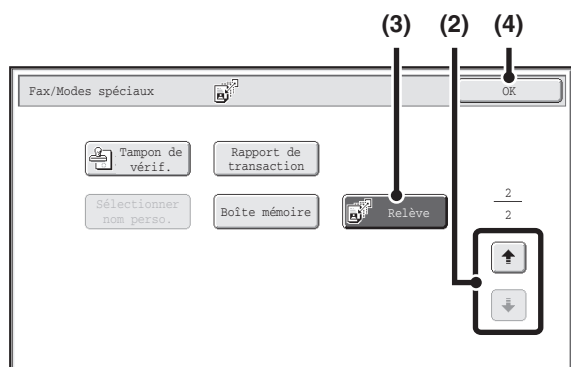 (3) (2) (4)
Fax/Modes spéciaux OK
Tampon de
vérif.
Rapport de
transaction
Sélectionner
nom perso.
Boîte mémoire
Relève
2
2